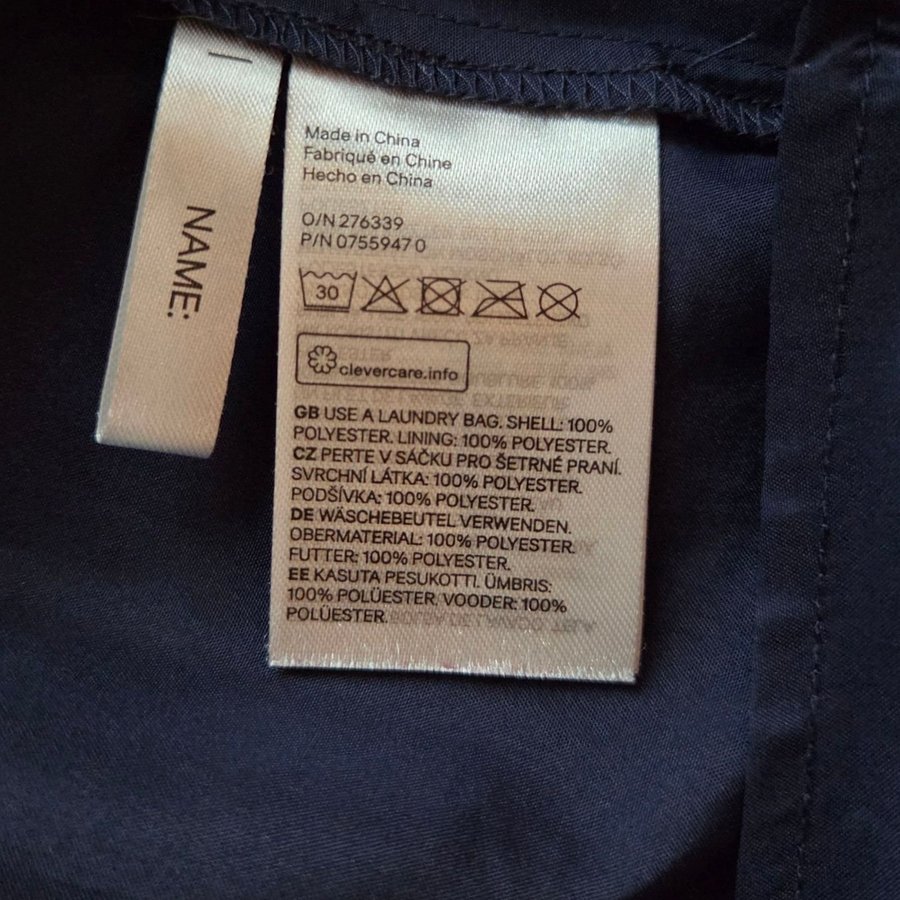 NAME:
Made in China
Fabriqué en Chine
Hecho en China
O/N 276339
P/N 0755947 0
30
clevercare.info
GB USE A LAUNDRY BAG. SHELL: 100%
POLYESTER. LINING: 100% POLYESTER.
CZ PERTE V SÁČKU PRO ŠETRNÉ PRANÍ.
SVRCHNÍ LÁTKA: 100% POLYESTER.
PODŠÍVKA: 100% POLYESTER.
DE WÄSCHEBEUTEL VERWENDEN.
OBERMATERIAL: 100% POLYESTER.
FUTTER: 100% POLYESTER.
EE KASUTA PESUKOTTI. ÜMBRIS:
100% POLÜESTER. VOODER: 100%
POLÜESTER.